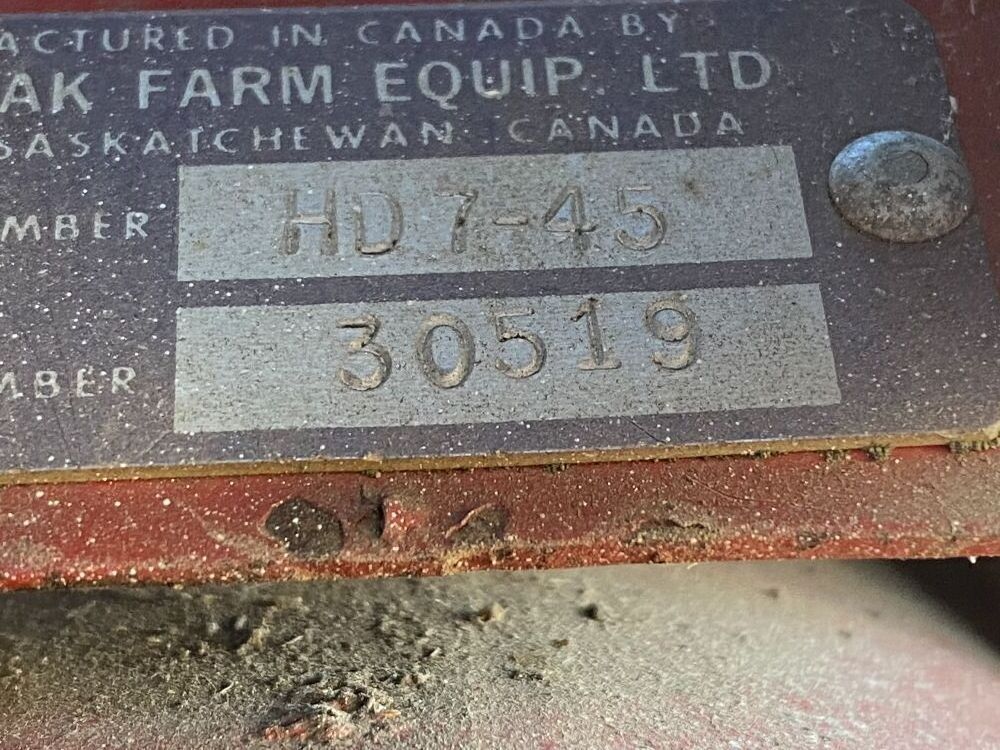 ACTURED IN CANADA BY
AK FARM EQUIP. LTD
SASKATCHEWAN CANADA
MBER HD7-45
MBER 30519